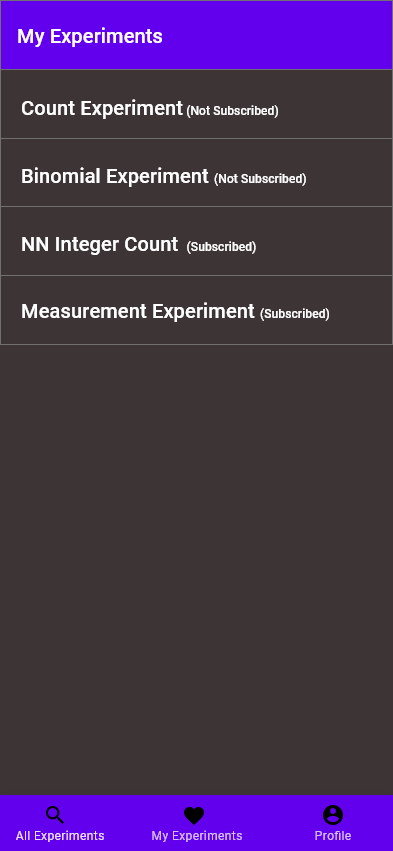 My Experiments
Count Experiment (Not Subscribed)
Binomial Experiment (Not Subscribed)
NN Integer Count (Subscribed)
Measurement Experiment (Subscribed)
All Experiments My Experiments Profile